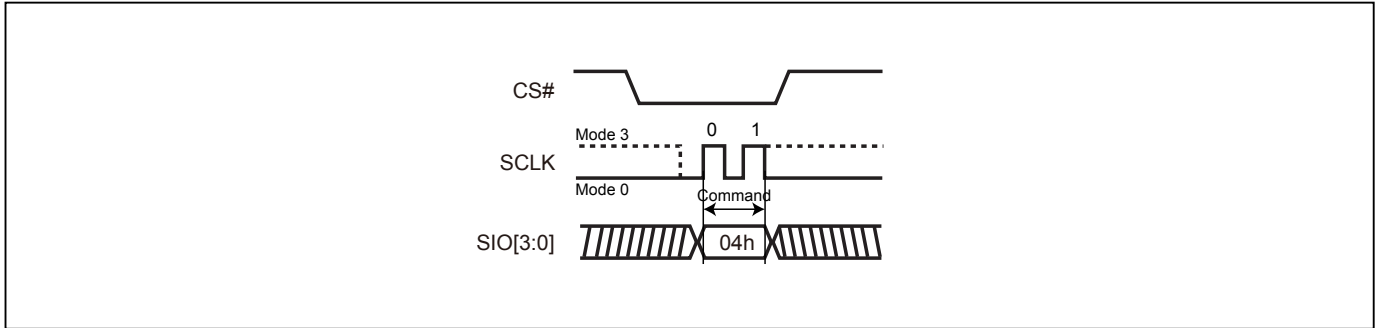 CS#
Mode 3
0 1
SCLK
Mode 0
Command
SIO[3:0]
04h